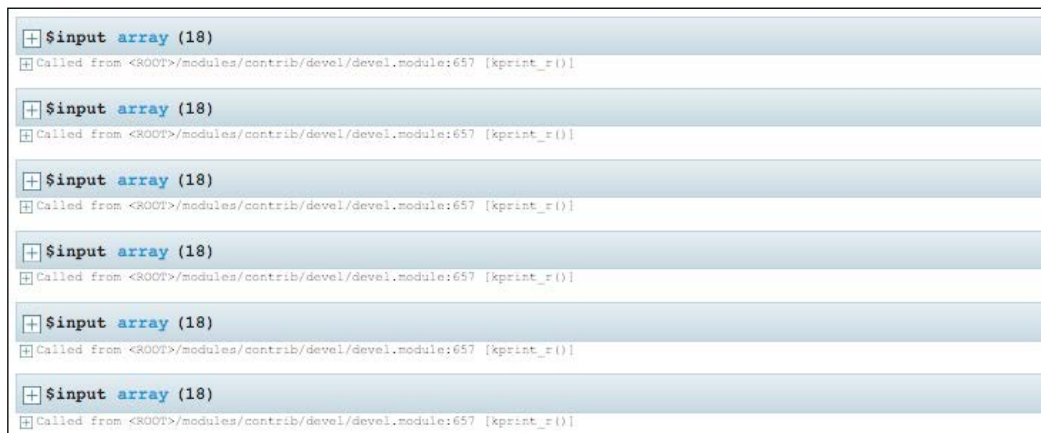 $input array (18)
Called from <ROOT>/modules/contrib/devel/devel.module:657 [kprint_r()]
$input array (18)
Called from <ROOT>/modules/contrib/devel/devel.module:657 [kprint_r()]
$input array (18)
Called from <ROOT>/modules/contrib/devel/devel.module:657 [kprint_r()]
$input array (18)
Called from <ROOT>/modules/contrib/devel/devel.module:657 [kprint_r()]
$input array (18)
Called from <ROOT>/modules/contrib/devel/devel.module:657 [kprint_r()]
$input array (18)
Called from <ROOT>/modules/contrib/devel/devel.module:657 [kprint_r()]